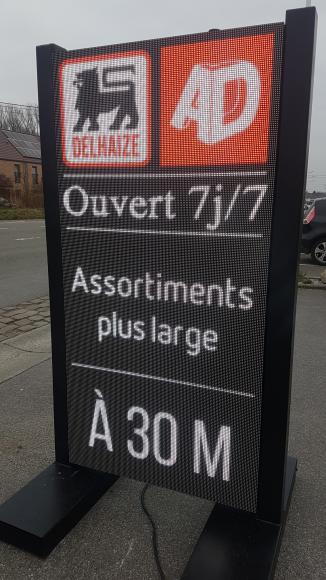 DELHAIZE
AD
Ouvert 7j/7
Assortiments
plus large
À 30 M